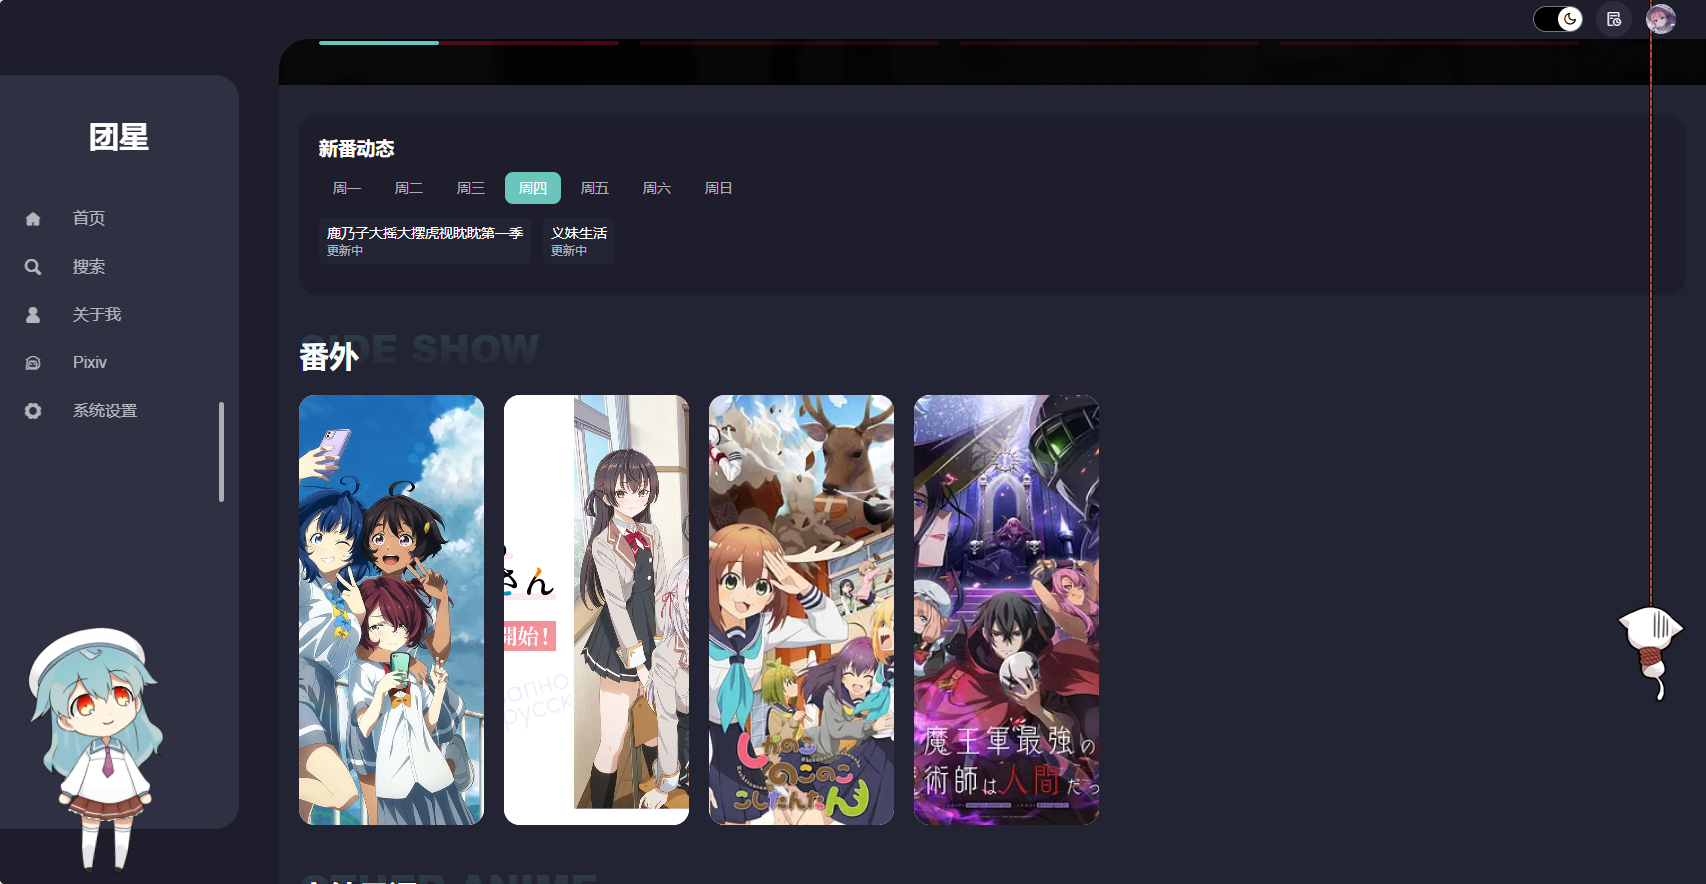 团星
首页
搜索
关于我
Pixiv
系统设置
新番动态
周一 周二 周三 周四 周五 周六 周日
鹿乃子大摇大摆虎视眈眈第一季
更新中
义妹生活
更新中
SIDE SHOW
番外
さん
開始!
しかのこ
のこのこ
こしたんたん
魔王軍最強の
術師は人間だっ
OTHER ANIME